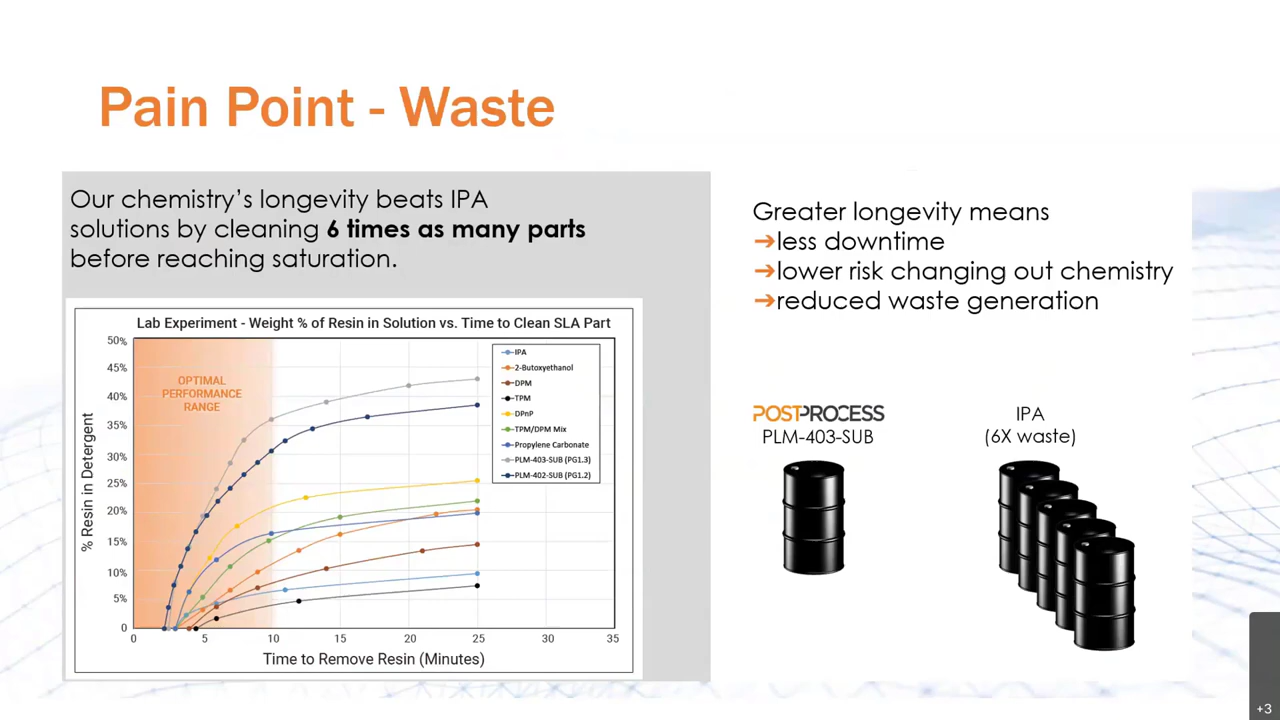 Pain Point - Waste
Our chemistry's longevity beats IPA
solutions by cleaning 6 times as many parts
before reaching saturation.
Lab Experiment - Weight % of Resin in Solution vs. Time to Clean SLA Part
50%
45%
40%
35%
30%
25%
20%
15%
10%
5%
0
% Resin in Detergent
OPTIMAL
PERFORMANCE
RANGE
IPA
2-Butoxyethanol
DPM
TPM
DPnP
TPM/DPM Mix
Propylene Carbonate
PLM-403-SUB (PG1.3)
PLM-402-SUB (PG1.2)
0 5 10 15 20 25 30 35
Time to Remove Resin (Minutes)
Greater longevity means
➔less downtime
➔lower risk changing out chemistry
➔reduced waste generation
POSTPROCESS
PLM-403-SUB
IPA
(6X waste)
+3